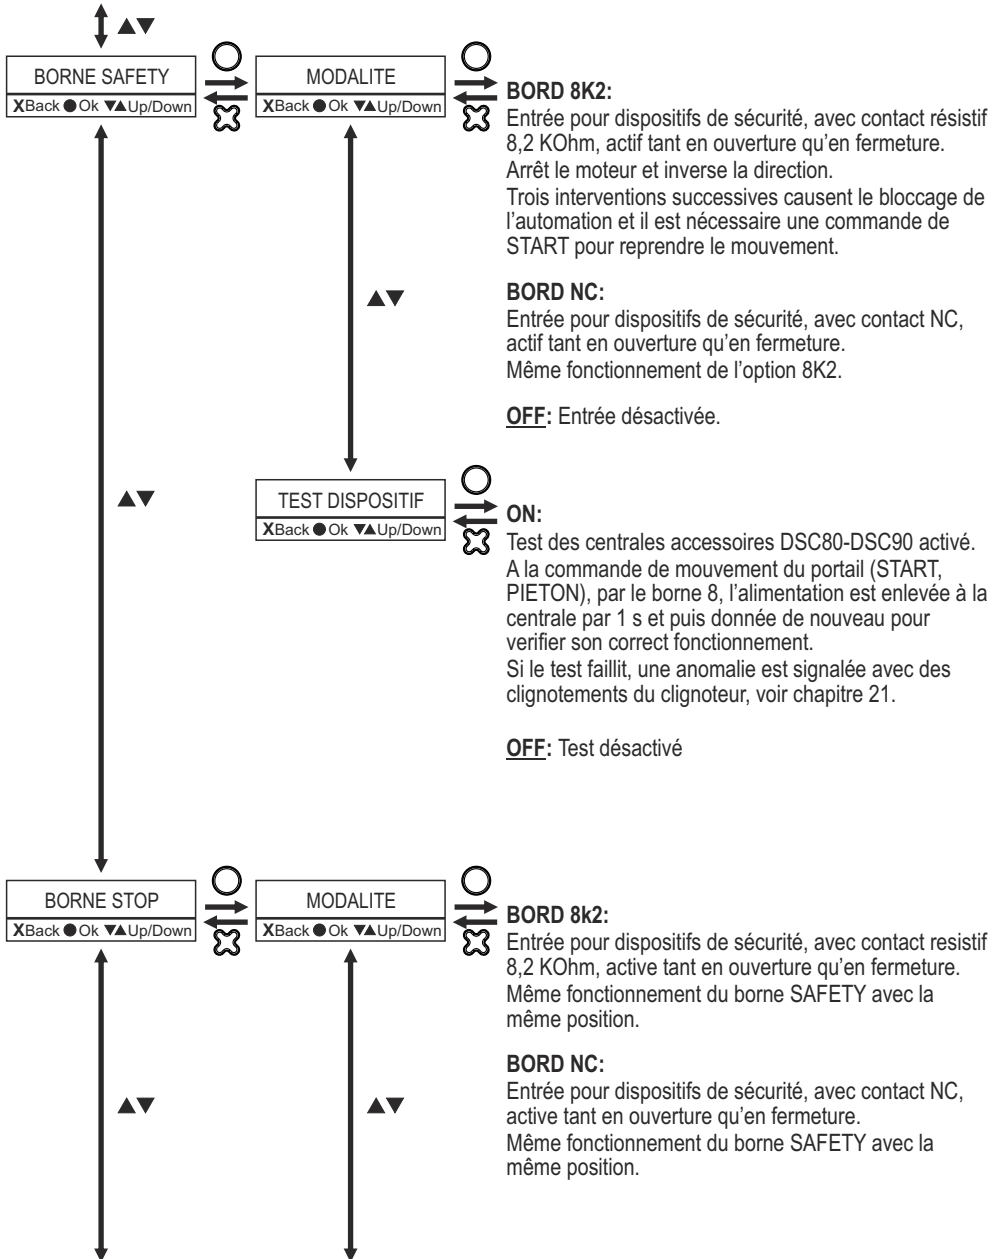 ▲▼
BORNE SAFETY
XBack ● Ok ▼▲Up/Down
MODALITE
XBack ● Ok ▼▲Up/Down
BORD 8K2:
Entrée pour dispositifs de sécurité, avec contact résistif
8,2 KOhm, actif tant en ouverture qu'en fermeture.
Arrêt le moteur et inverse la direction.
Trois interventions successives causent le bloccage de
l'automation et il est nécessaire une commande de
START pour reprendre le mouvement.
BORD NC:
Entrée pour dispositifs de sécurité, avec contact NC,
actif tant en ouverture qu'en fermeture.
Même fonctionnement de l'option 8K2.
OFF: Entrée désactivée.
▲▼
▲▼
TEST DISPOSITIF
XBack ● Ok ▼▲Up/Down
ON:
Test des centrales accessoires DSC80-DSC90 activé.
A la commande de mouvement du portail (START,
PIETON), par le borne 8, l'alimentation est enlevée à la
centrale par 1 s et puis donnée de nouveau pour
verifier son correct fonctionnement.
Si le test faillit, une anomalie est signalée avec des
clignotements du clignoteur, voir chapitre 21.
OFF: Test désactivé
BORNE STOP
XBack ● Ok ▼▲Up/Down
MODALITE
XBack ● Ok ▼▲Up/Down
BORD 8k2:
Entrée pour dispositifs de sécurité, avec contact resistif
8,2 KOhm, active tant en ouverture qu'en fermeture.
Même fonctionnement du borne SAFETY avec la
même position.
BORD NC:
Entrée pour dispositifs de sécurité, avec contact NC,
active tant en ouverture qu'en fermeture.
Même fonctionnement du borne SAFETY avec la
même position.
▲▼
▲▼